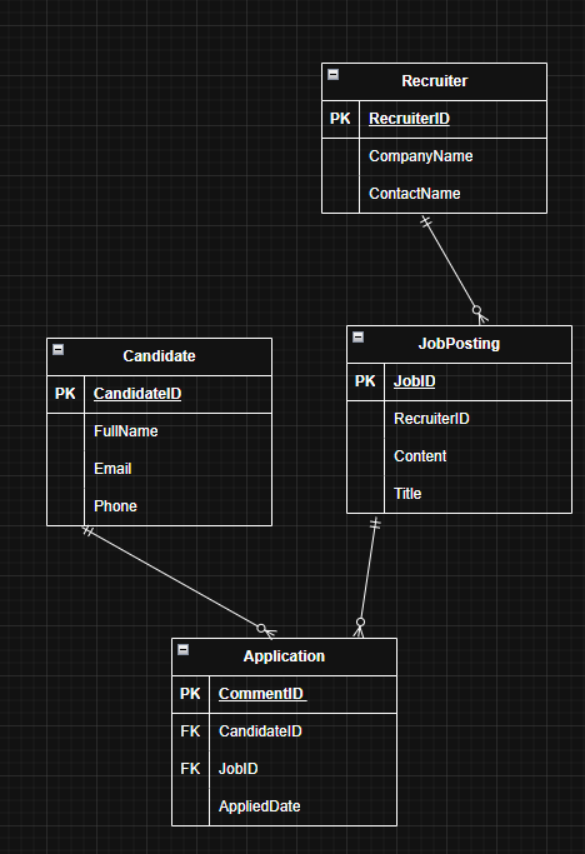 Recruiter
PK RecruiterID
CompanyName
ContactName
Candidate
PK CandidateID
FullName
Email
Phone
JobPosting
PK JobID
RecruiterID
Content
Title
Application
PK CommentID
FK CandidateID
FK JobID
AppliedDate